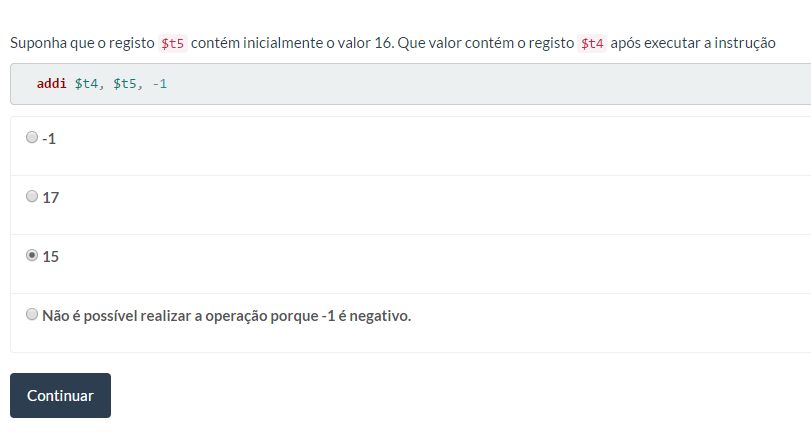 Suponha que o registo $t5 contém inicialmente o valor 16. Que valor contém o registo $t4 após executar a instrução
addi $t4, $t5, -1
-1
17
15
Não é possível realizar a operação porque -1 é negativo.
Continuar